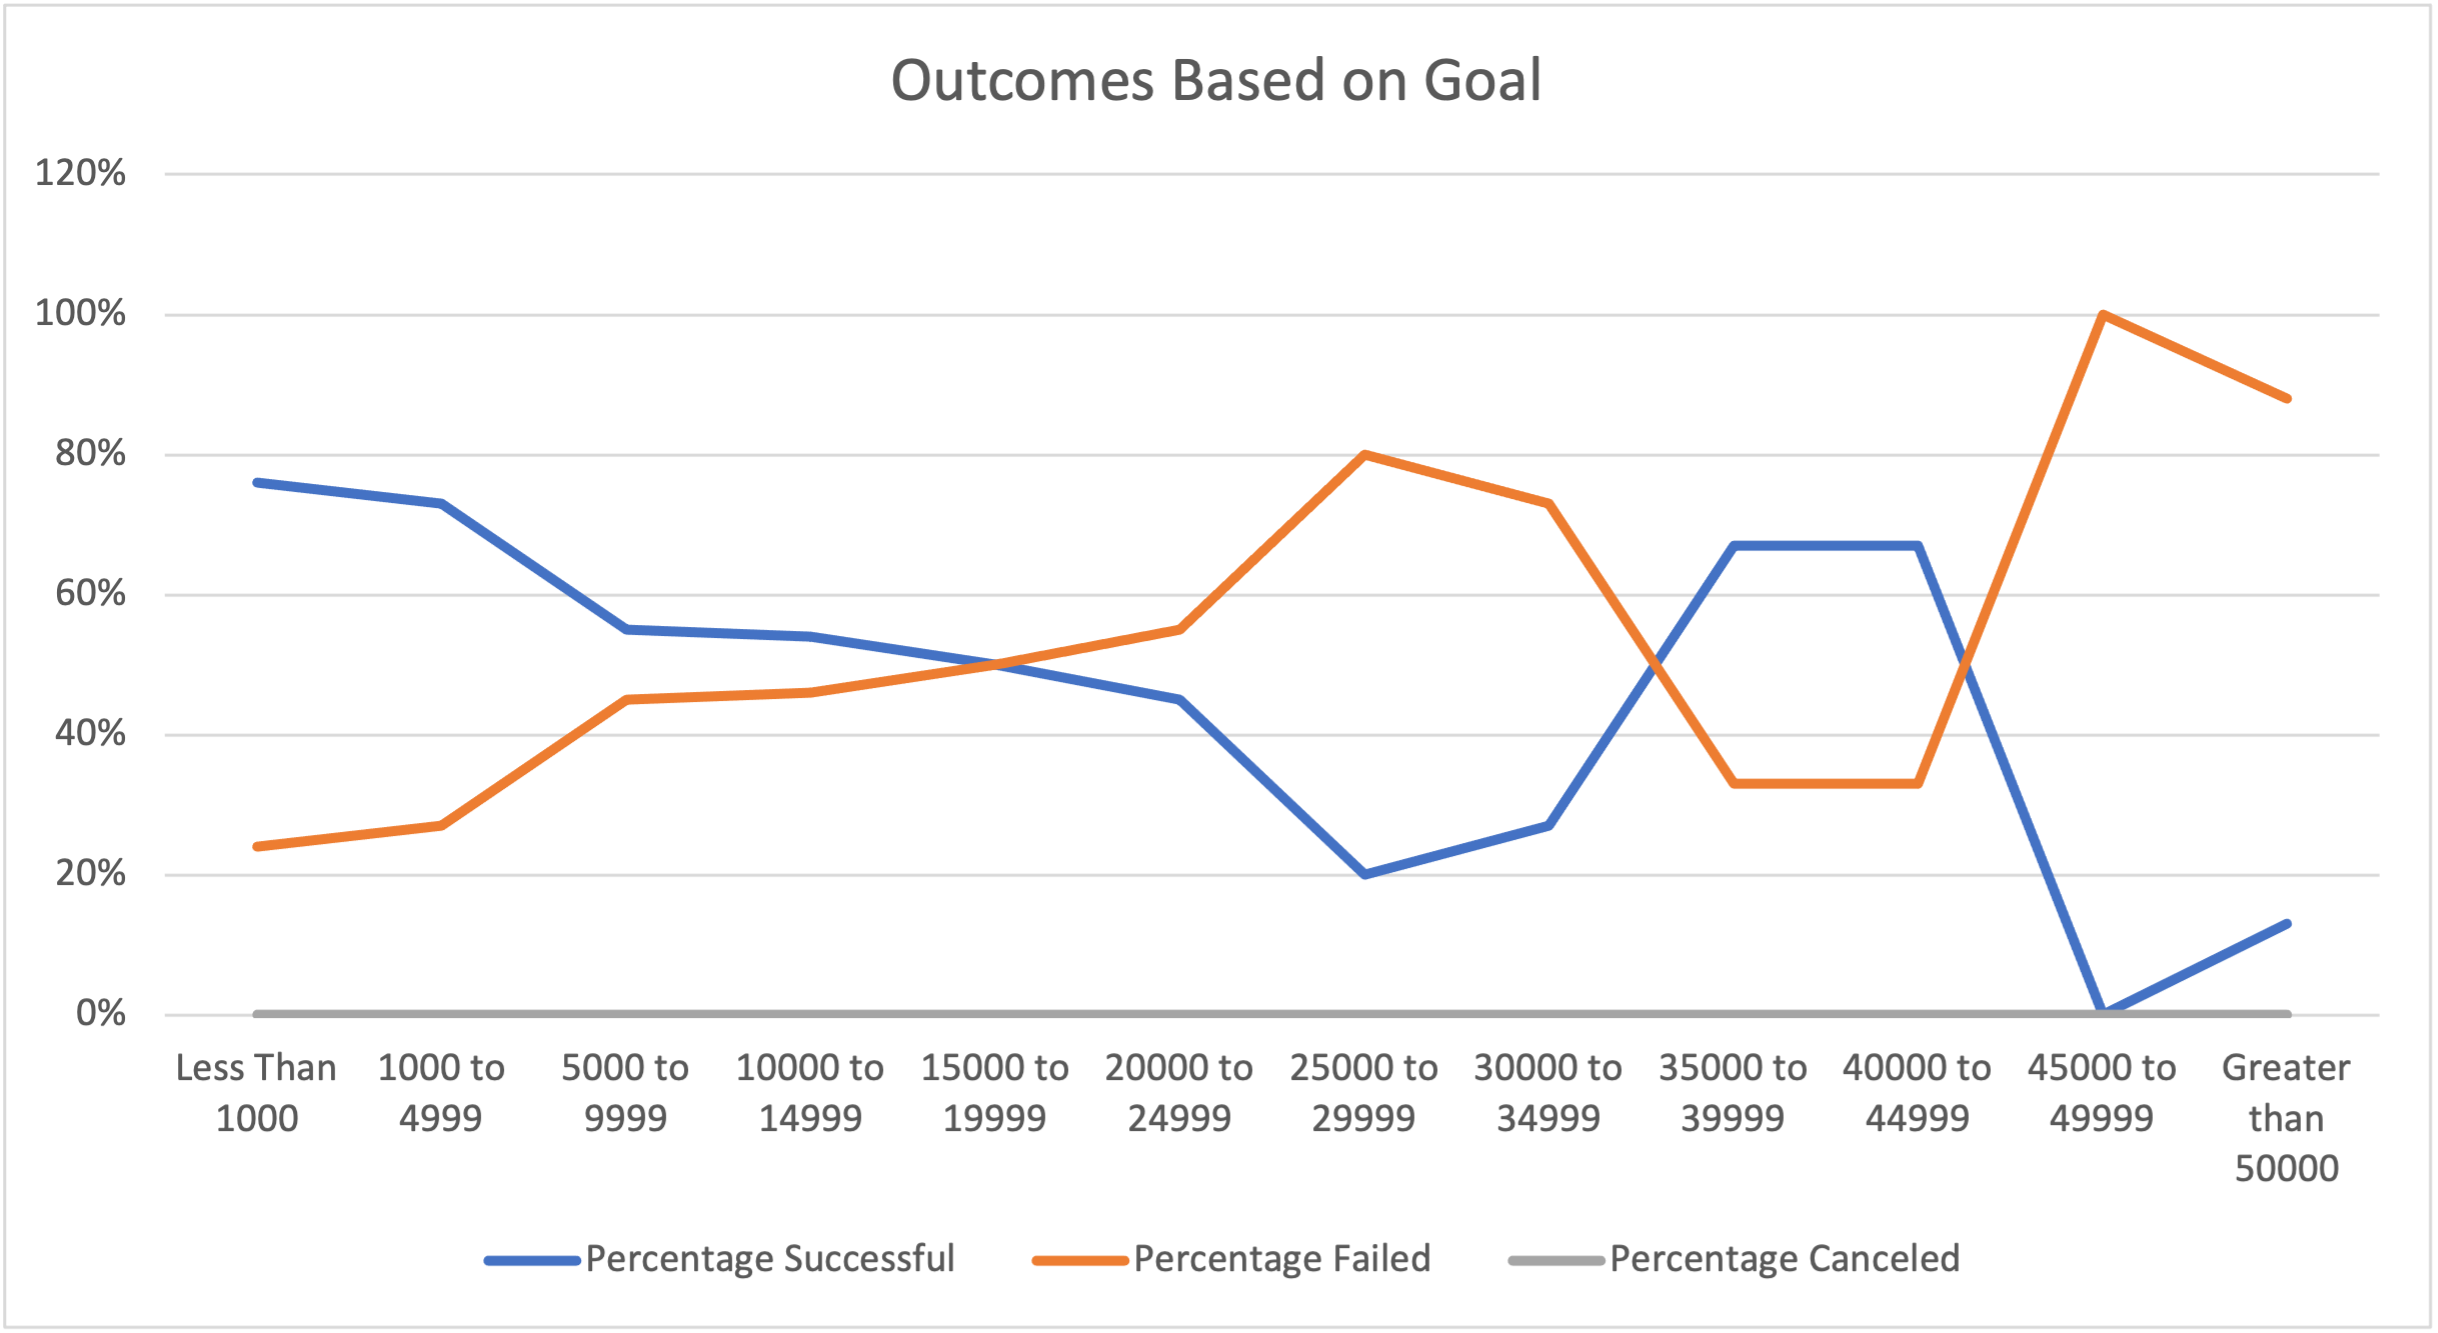 Outcomes Based on Goal
120%
100%
80%
60%
40%
20%
0%
Less Than 1000 to 5000 to 10000 to 15000 to 20000 to 25000 to 30000 to 35000 to 40000 to 45000 to Greater
1000 4999 9999 14999 19999 24999 29999 34999 39999 44999 49999 than
50000
Percentage Successful Percentage Failed Percentage Canceled